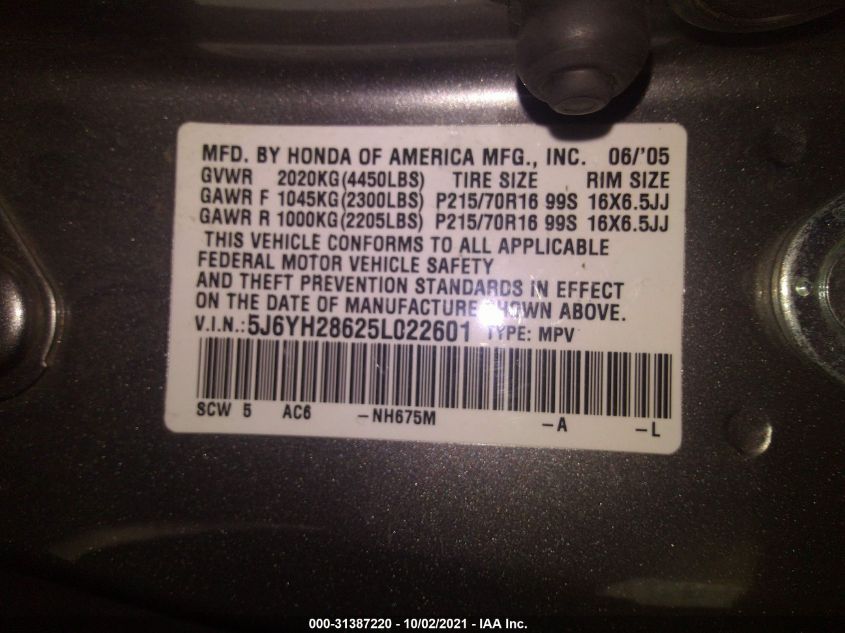 MFD. BY HONDA OF AMERICA MFG., INC. 06/'05
GVWR 2020KG(4450LBS) TIRE SIZE RIM SIZE
GAWR F 1045KG(2300LBS) P215/70R16 99S 16X6.5JJ
GAWR R 1000KG(2205LBS) P215/70R16 99S 16X6.5JJ
THIS VEHICLE CONFORMS TO ALL APPLICABLE
FEDERAL MOTOR VEHICLE SAFETY
AND THEFT PREVENTION STANDARDS IN EFFECT
ON THE DATE OF MANUFACTURE SHOWN ABOVE.
V.I.N.: 5J6YH28625L022601 TYPE: MPV
SCW 5 AC6 -NH675M -A -L
000-31387220 - 10/02/2021 - IAA Inc.